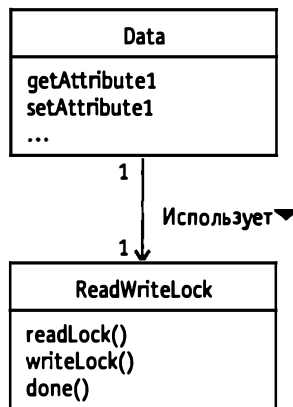 Data
getAttribute1
setAttribute1
...
1
Использует
1
ReadWriteLock
readLock()
writeLock()
done()